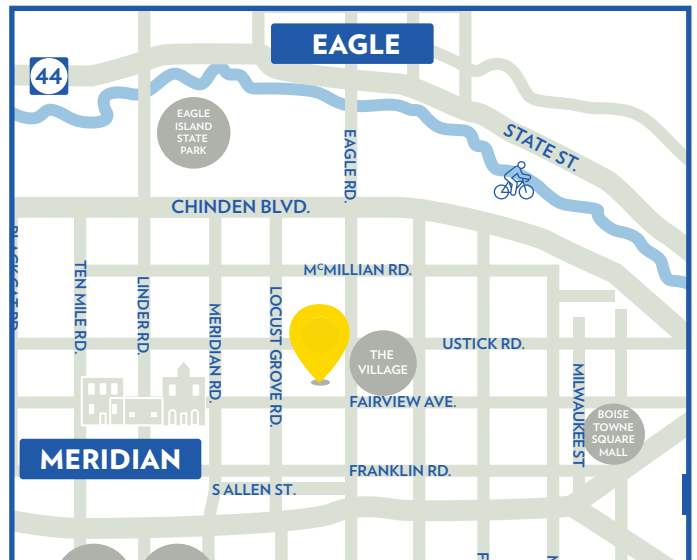 EAGLE
44
EAGLE
ISLAND
STATE
PARK
EAGLE RD.
STATE ST.
CHINDEN BLVD.
TEN MILE RD.
LINDER RD.
MERIDIAN RD.
LOCUST GROVE RD.
McMILLIAN RD.
THE
VILLAGE
USTICK RD.
FAIRVIEW AVE.
MILWAUKEE ST
BOISE
TOWNE
SQUARE
MALL
MERIDIAN
FRANKLIN RD.
S ALLEN ST.